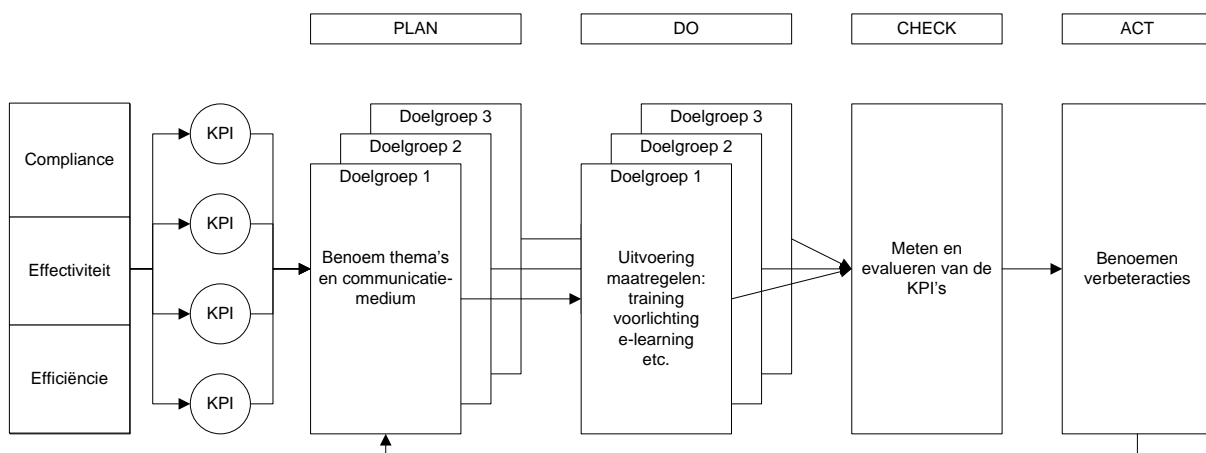 PLAN
DO
CHECK
ACT
Compliance
Effectiviteit
Efficiëncie
KPI
KPI
KPI
KPI
Doelgroep 3
Doelgroep 2
Doelgroep 1
Benoem thema's
en communicatie-
medium
Doelgroep 3
Doelgroep 2
Doelgroep 1
Uitvoering
maatregelen:
training
voorlichting
e-learning
etc.
Meten en
evalueren van de
KPI's
Benoemen
verbeteracties